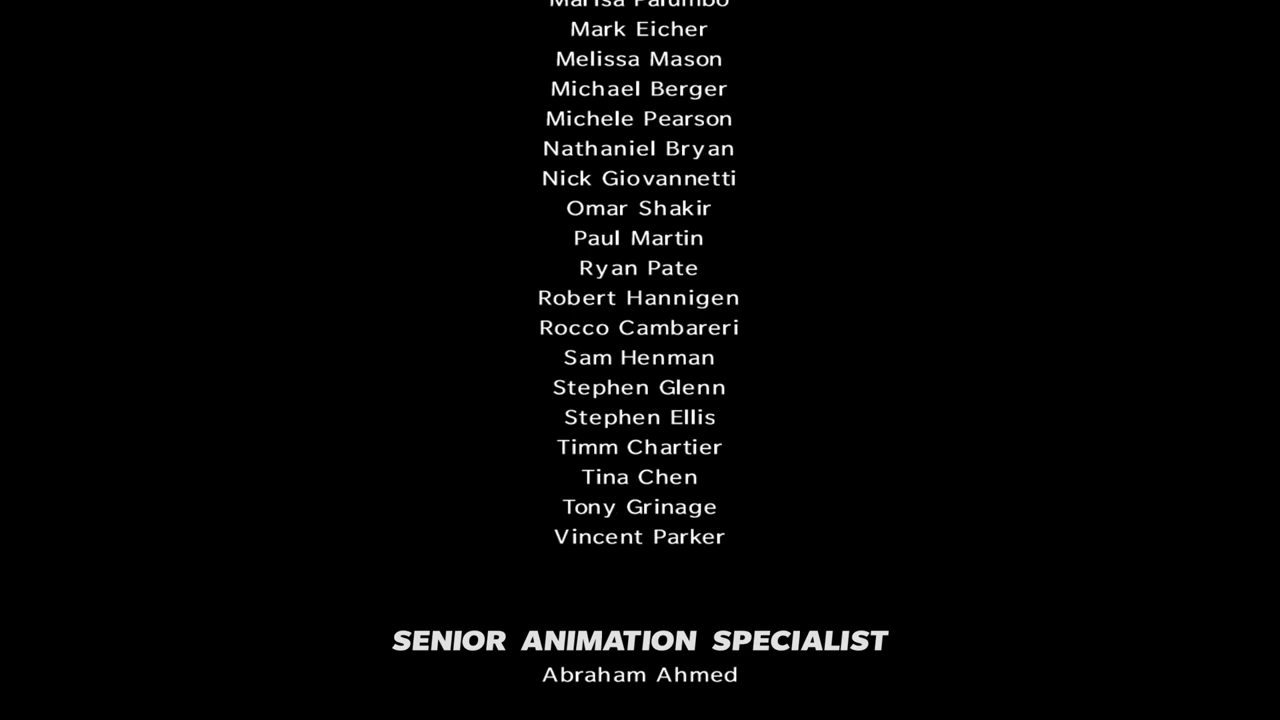 Marisa Palumbo
Mark Eicher
Melissa Mason
Michael Berger
Michele Pearson
Nathaniel Bryan
Nick Giovannetti
Omar Shakir
Paul Martin
Ryan Pate
Robert Hannigen
Rocco Cambareri
Sam Henman
Stephen Glenn
Stephen Ellis
Timm Chartier
Tina Chen
Tony Grinage
Vincent Parker
SENIOR ANIMATION SPECIALIST
Abraham Ahmed